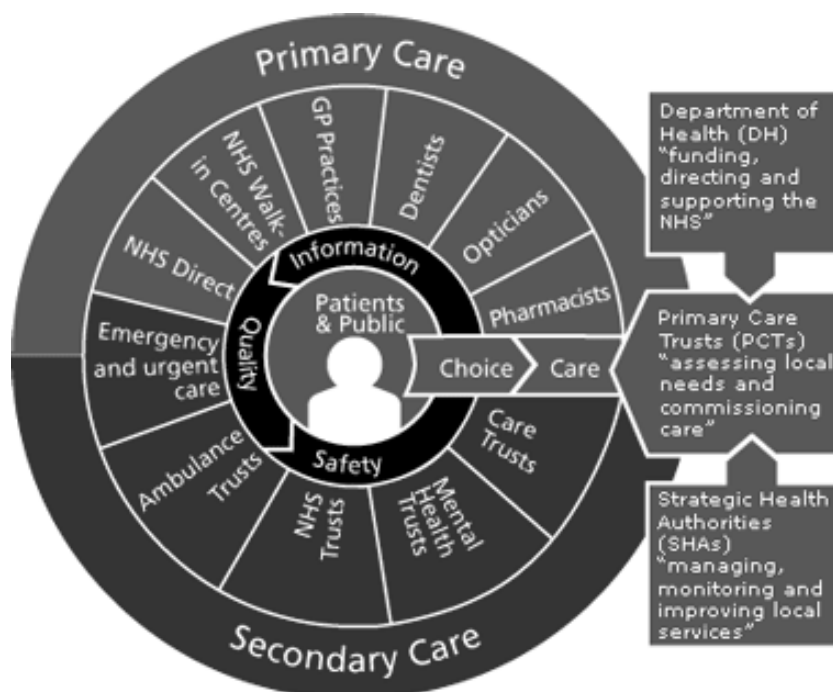 Primary Care
NHS Direct
NHS Walk-
in Centres
GP Practices
Dentists
Opticians
Pharmacists
Information
Quality
Safety
Patients
& Public
Choice
Care
Emergency
and urgent
care
Ambulance
Trusts
NHS
Trusts
Mental
Health
Trusts
Care
Trusts
Secondary Care
Department of
Health (DH)
“funding,
directing and
supporting the
NHS”
Primary Care
Trusts (PCTs)
“assessing local
needs and
commissioning
care”
Strategic Health
Authorities
(SHAs)
“managing,
monitoring and
improving local
services”